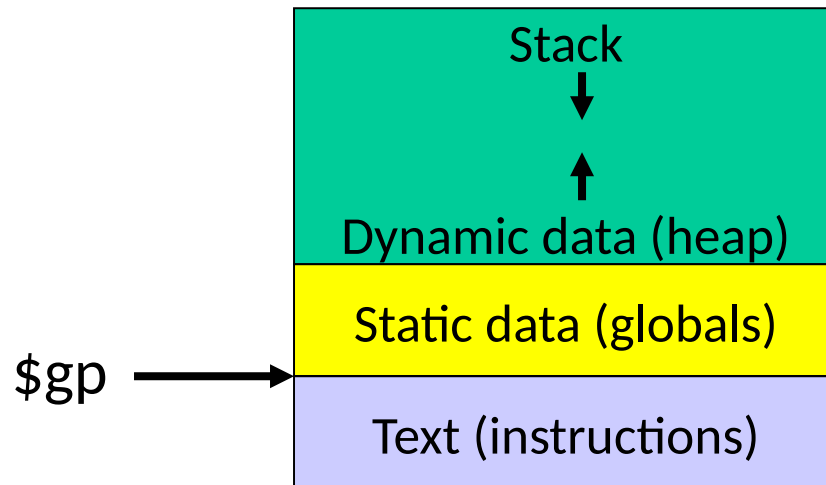 Stack
Dynamic data (heap)
Static data (globals)
$gp
Text (instructions)